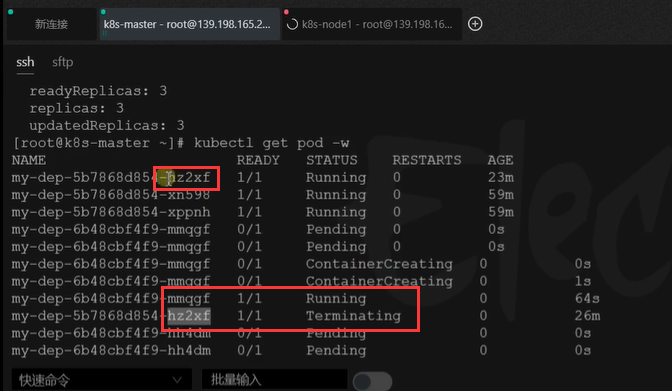 新连接
k8s-master - root@139.198.165.2...
k8s-node1 - root@139.198.16...
ssh sftp
readyReplicas: 3
replicas: 3
updatedReplicas: 3
[root@k8s-master ~]# kubectl get pod -w
NAME READY STATUS RESTARTS AGE
my-dep-5b7868d854-hz2xf 1/1 Running 0 23m
my-dep-5b7868d854-xn598 1/1 Running 0 59m
my-dep-5b7868d854-xppnh 1/1 Running 0 59m
my-dep-6b48cbf4f9-mmqgf 0/1 Pending 0 0s
my-dep-6b48cbf4f9-mmqgf 0/1 Pending 0 0s
my-dep-6b48cbf4f9-mmqgf 0/1 ContainerCreating 0 0s
my-dep-6b48cbf4f9-mmqgf 0/1 ContainerCreating 0 1s
my-dep-6b48cbf4f9-mmqgf 1/1 Running 0 64s
my-dep-5b7868d854-hz2xf 1/1 Terminating 0 26m
my-dep-6b48cbf4f9-hh4dm 0/1 Pending 0 0s
my-dep-6b48cbf4f9-hh4dm 0/1 Pending 0 0s
快速命令 批量输入
Elec